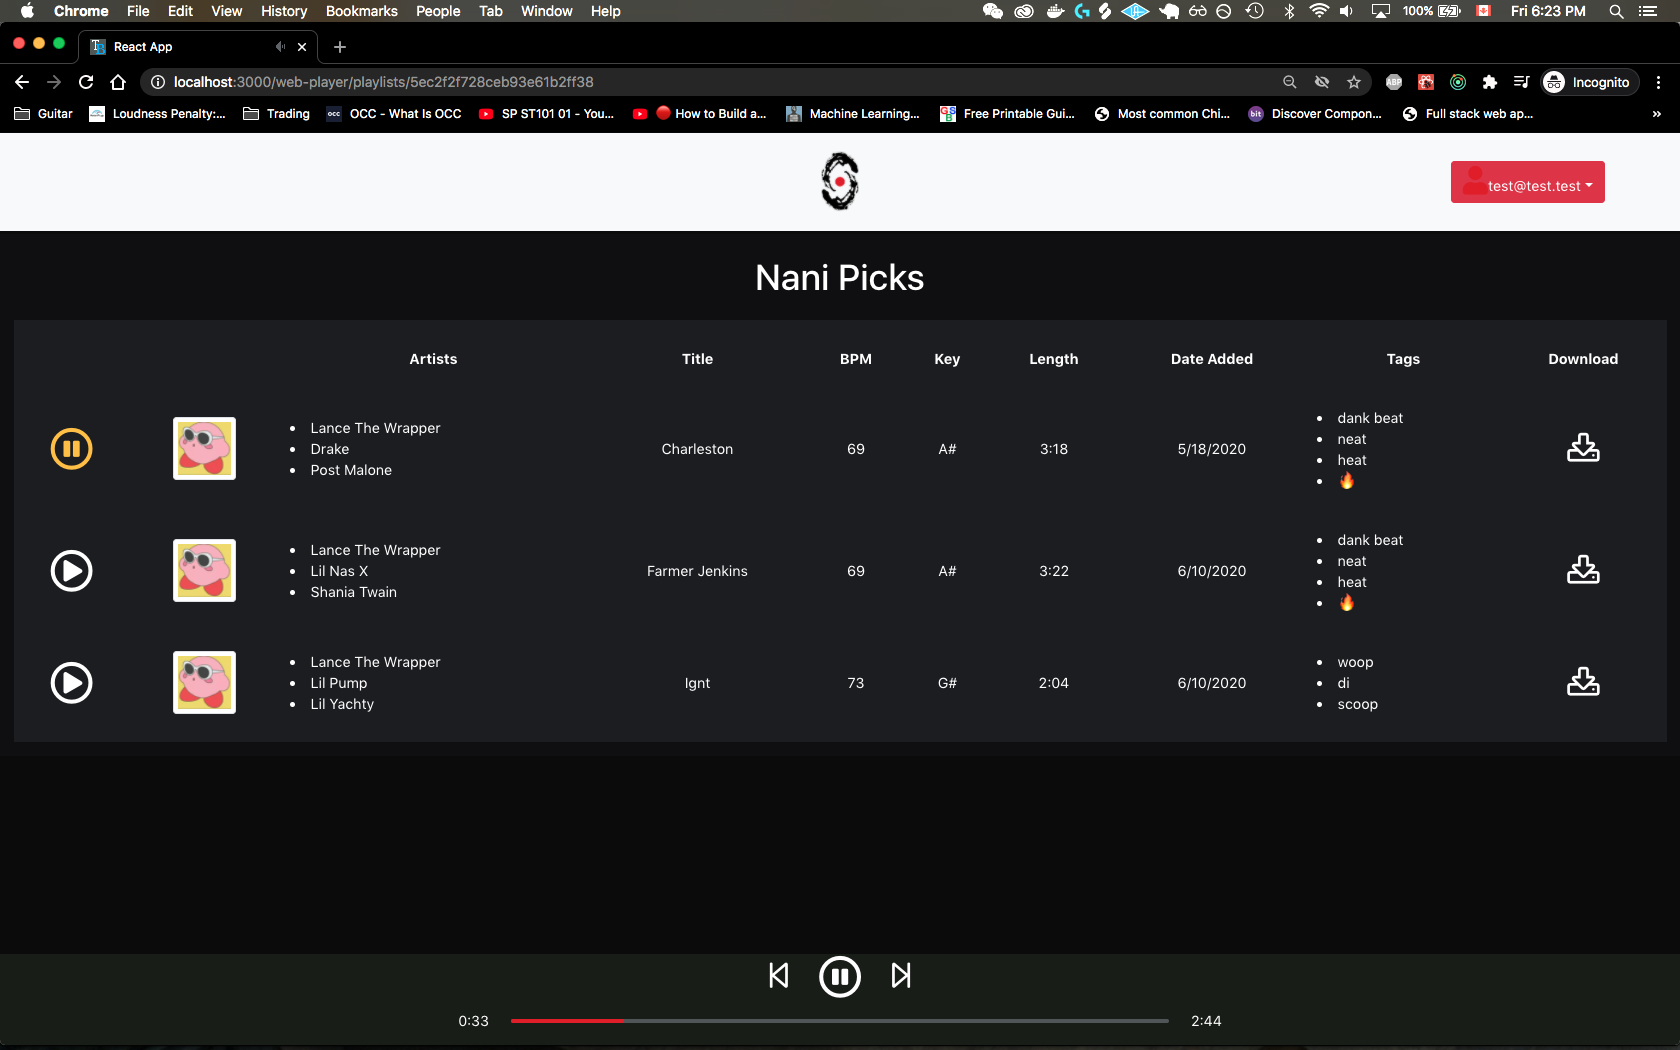 Chrome File Edit View History Bookmarks People Tab Window Help 100% Fri 6:23 PM
React App
localhost:3000/web-player/playlists/5ec2f2f728ceb93e61b2ff38 ABP Incognito
Guitar Loudness Penalty:... Trading OCC OCC - What Is OCC SP ST101 01 - You... How to Build a... Machine Learning... GS Free Printable Gui... Most common Chi... bit Discover Compon... Full stack web ap... »
test@test.test
Nani Picks
Artists Title BPM Key Length Date Added Tags Download
• Lance The Wrapper
• Drake
• Post Malone
Charleston 69 A# 3:18 5/18/2020
• dank beat
• neat
• heat
• 🔥
• Lance The Wrapper
• Lil Nas X
• Shania Twain
Farmer Jenkins 69 A# 3:22 6/10/2020
• dank beat
• neat
• heat
• 🔥
• Lance The Wrapper
• Lil Pump
• Lil Yachty
Ignt 73 G# 2:04 6/10/2020
• woop
• di
• scoop
0:33 2:44